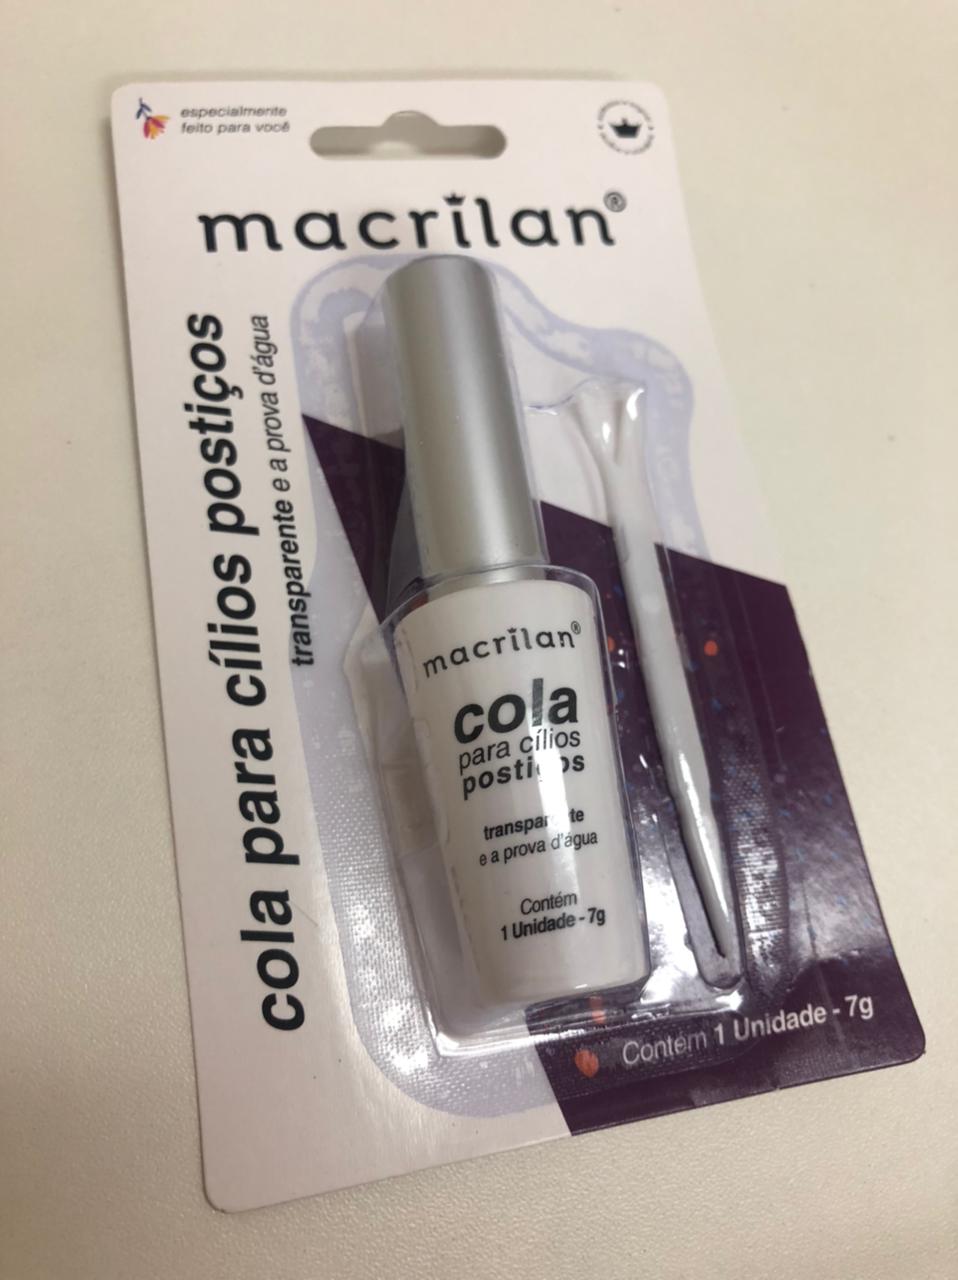 especialmente
feito para você
macrilan®
cola para cílios postiços
transparente e a prova d'água
macrilan®
cola
para cílios
postiços
transparente
e a prova d'água
Contém
1 Unidade - 7g
Contém 1 Unidade - 7g